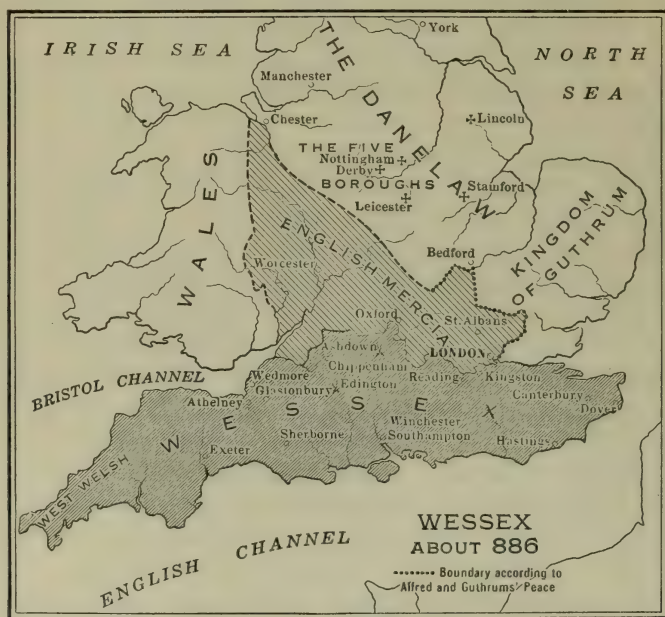 IRISH SEA
NORTH
SEA
York
Manchester
THE DANELAW
Chester
Lincoln
THE FIVE
Nottingham
Derby
BOROUGHS
Stamford
Leicester
WALES
ENGLISH MERCIA
Bedford
KINGDOM
OF GUTHRUM
Worcester
Oxford
St. Albans
Ashdown
LONDON
Chippenham
BRISTOL CHANNEL
Wedmore
Glastonbury
Edington
Reading
Kingston
Canterbury
Athelney
Dover
WESSEX
Winchester
Sherborne
Southampton
Hastings
Exeter
WEST WELSH
WESSEX
ABOUT 886
ENGLISH CHANNEL
Boundary according to
Alfred and Guthrums' Peace